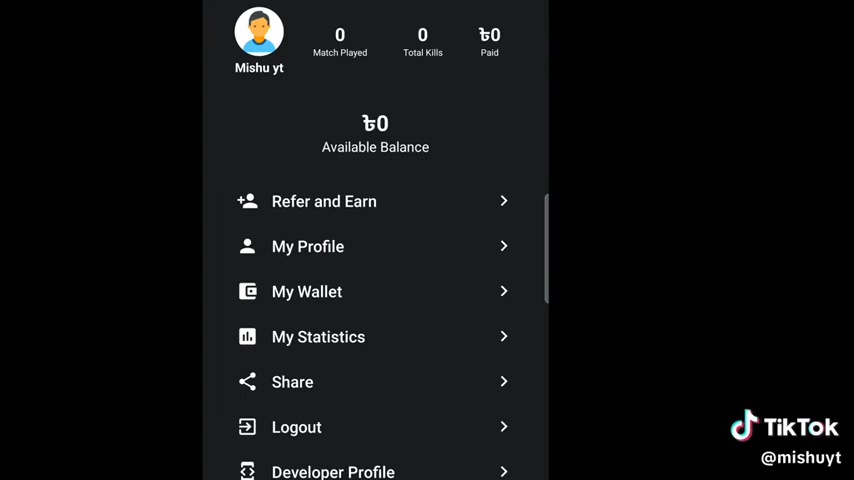 0
0
৳0
Match Played
Total Kills
Paid
Mishu yt
৳0
Available Balance
Refer and Earn
My Profile
My Wallet
My Statistics
Share
Logout
Developer Profile
TikTok
@mishuyt